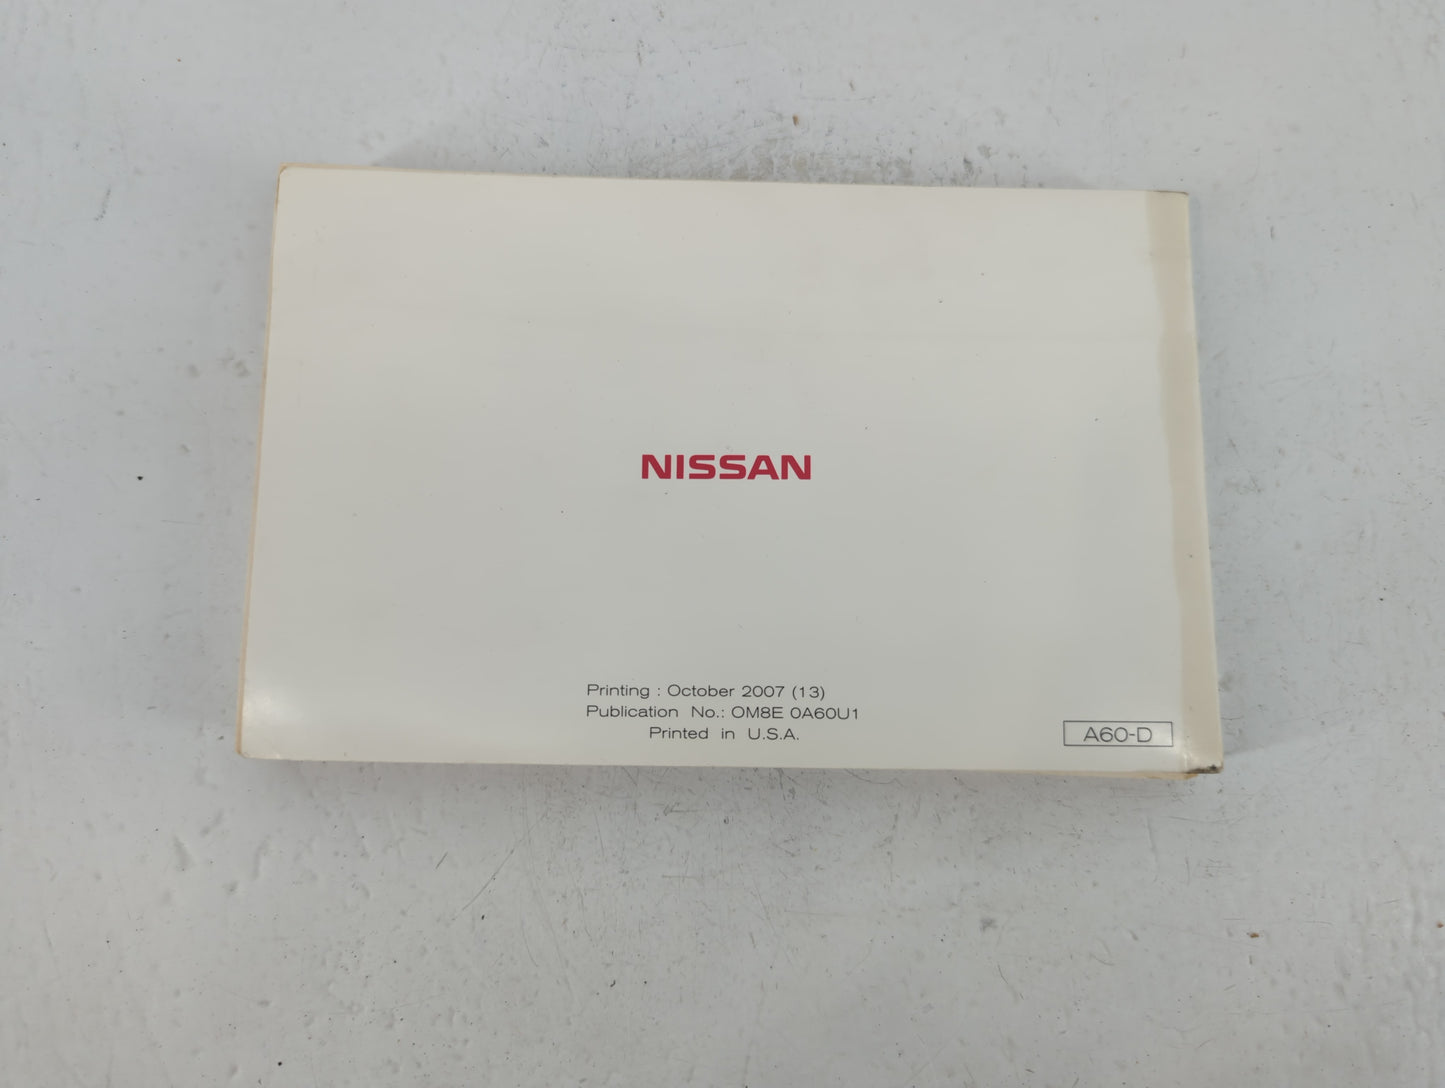 NISSAN
Printing : October 2007 (13)
Publication No.: OM8E 0A60U1
Printed in U.S.A.
A60-D